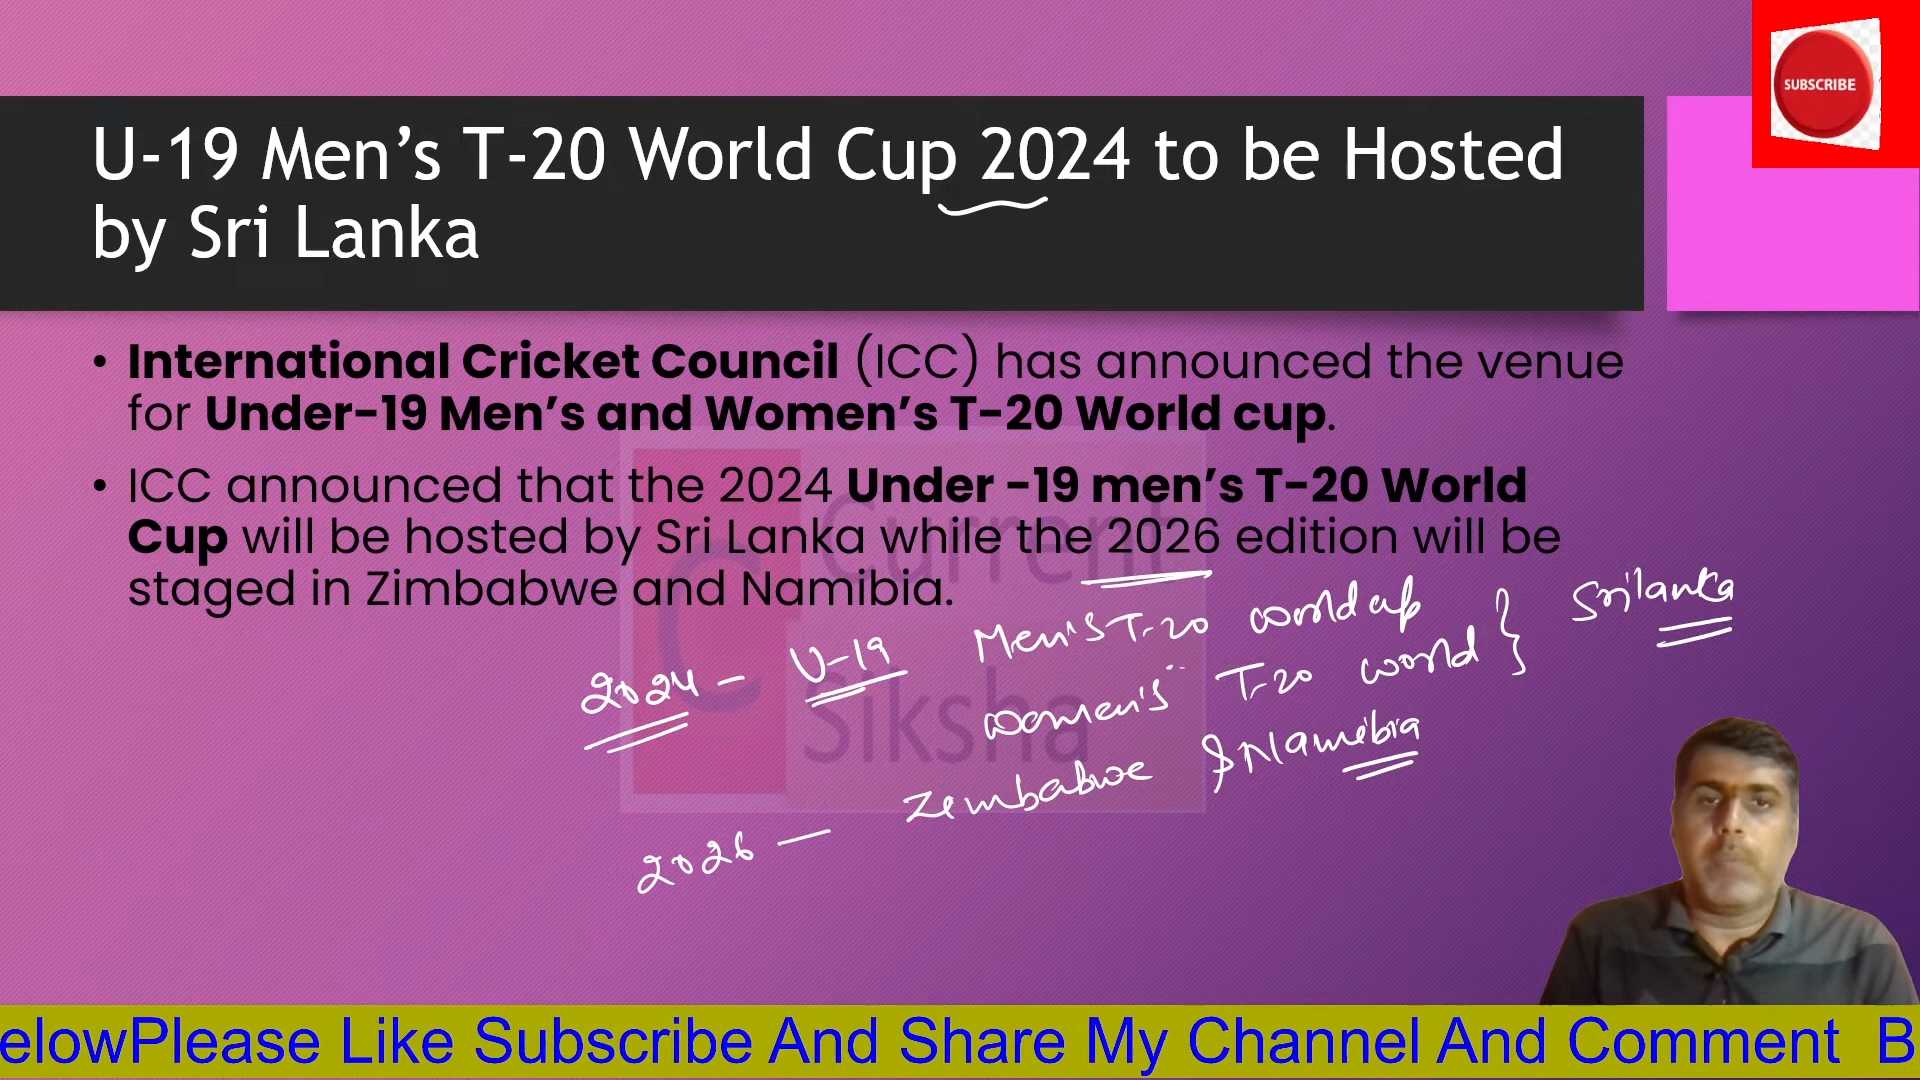 SUBSCRIBE
U-19 Men’s T-20 World Cup 2024 to be Hosted
by Sri Lanka
• International Cricket Council (ICC) has announced the venue
for Under-19 Men’s and Women’s T-20 World cup.
• ICC announced that the 2024 Under -19 men’s T-20 World
Cup will be hosted by Sri Lanka while the 2026 edition will be
staged in Zimbabwe and Namibia.
Current
Siksha
2024 - U-19 Men's T-20 world cup } Srilanka
women's T-20 world
2026 — Zembabwe & Namibia
elowPlease Like Subscribe And Share My Channel And Comment B